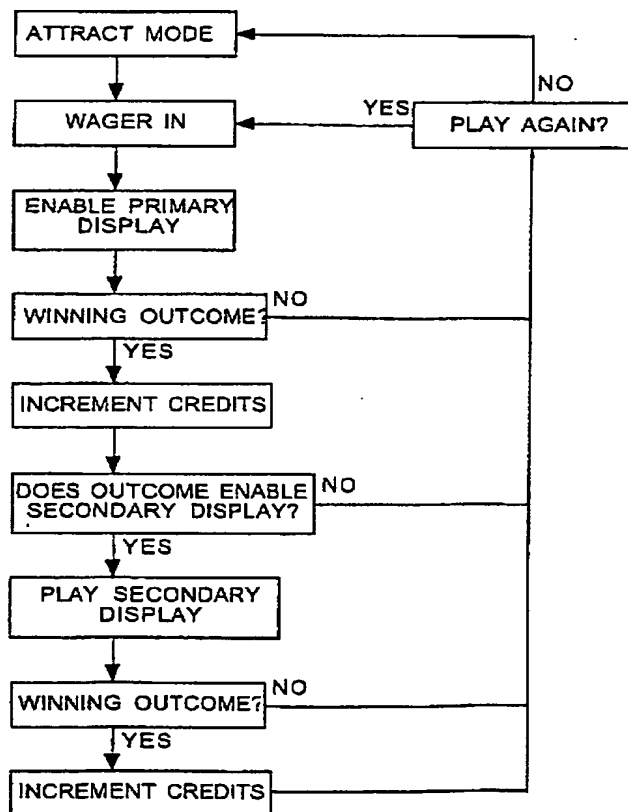 ATTRACT MODE
NO
YES
WAGER IN
PLAY AGAIN?
ENABLE PRIMARY
DISPLAY
WINNING OUTCOME?
NO
YES
INCREMENT CREDITS
DOES OUTCOME ENABLE
SECONDARY DISPLAY?
NO
YES
PLAY SECONDARY
DISPLAY
WINNING OUTCOME?
NO
YES
INCREMENT CREDITS